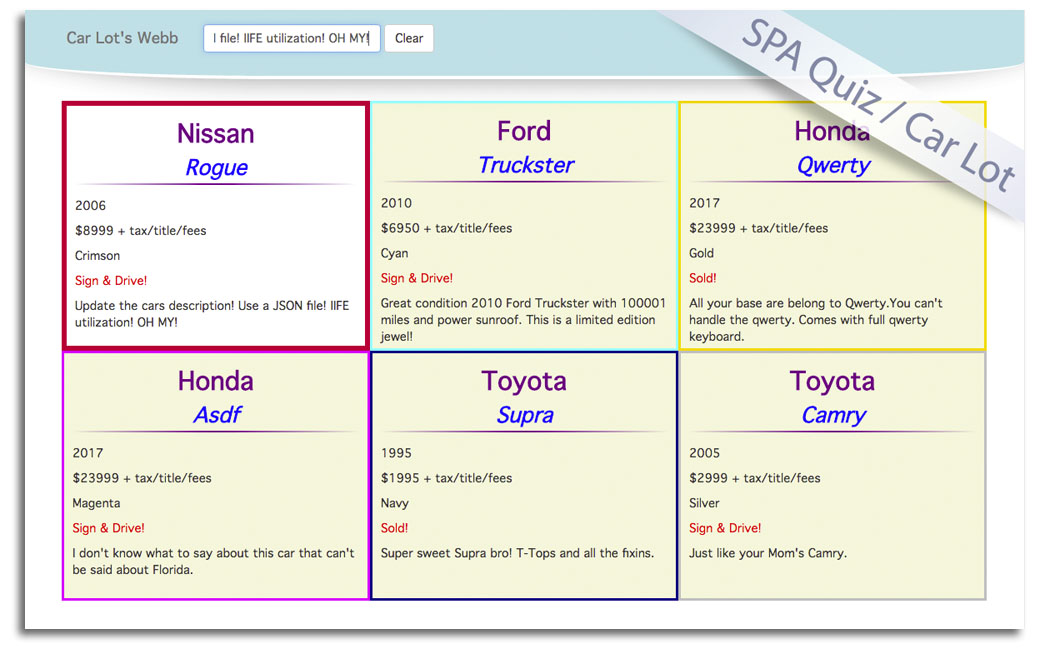 Car Lot's Webb
l file! IIFE utilization! OH MY!
Clear
SPA Quiz / Car Lot
Nissan
Rogue
2006
$8999 + tax/title/fees
Crimson
Sign & Drive!
Update the cars description! Use a JSON file! IIFE
utilization! OH MY!
Ford
Truckster
2010
$6950 + tax/title/fees
Cyan
Sign & Drive!
Great condition 2010 Ford Truckster with 100001
miles and power sunroof. This is a limited edition
jewel!
Honda
Qwerty
2017
$23999 + tax/title/fees
Gold
Sold!
All your base are belong to Qwerty.You can't
handle the qwerty. Comes with full qwerty
keyboard.
Honda
Asdf
2017
$23999 + tax/title/fees
Magenta
Sign & Drive!
I don't know what to say about this car that can't
be said about Florida.
Toyota
Supra
1995
$1995 + tax/title/fees
Navy
Sold!
Super sweet Supra bro! T-Tops and all the fixins.
Toyota
Camry
2005
$2999 + tax/title/fees
Silver
Sign & Drive!
Just like your Mom's Camry.